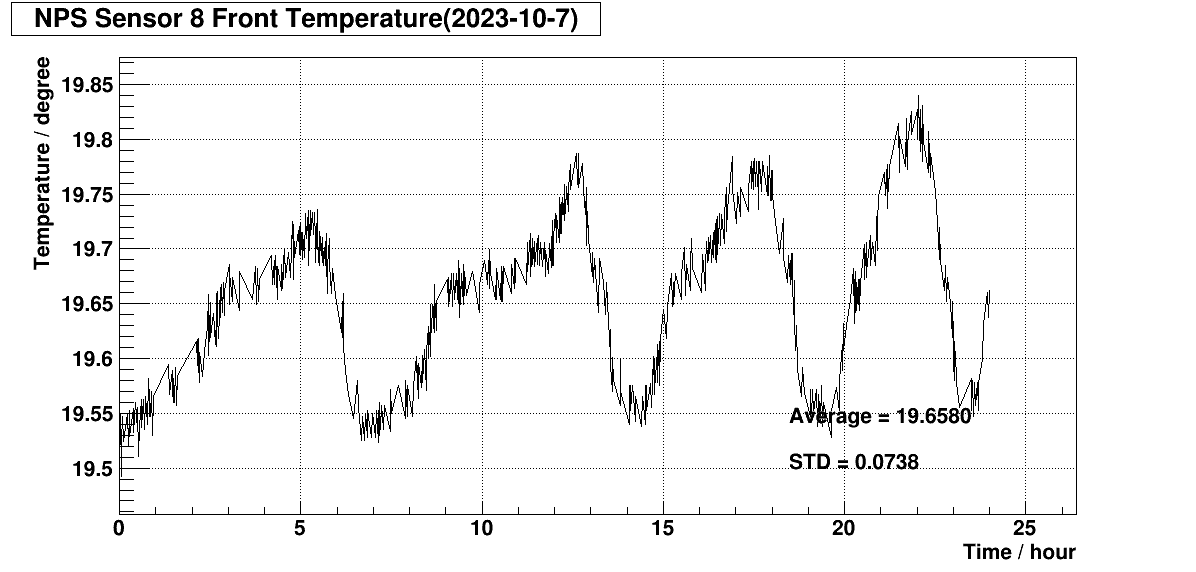 NPS Sensor 8 Front Temperature(2023-10-7)
Temperature / degree
19.85
19.8
19.75
19.7
19.65
19.6
19.55
19.5
Average = 19.6580
STD = 0.0738
0 5 10 15 20 25
Time / hour